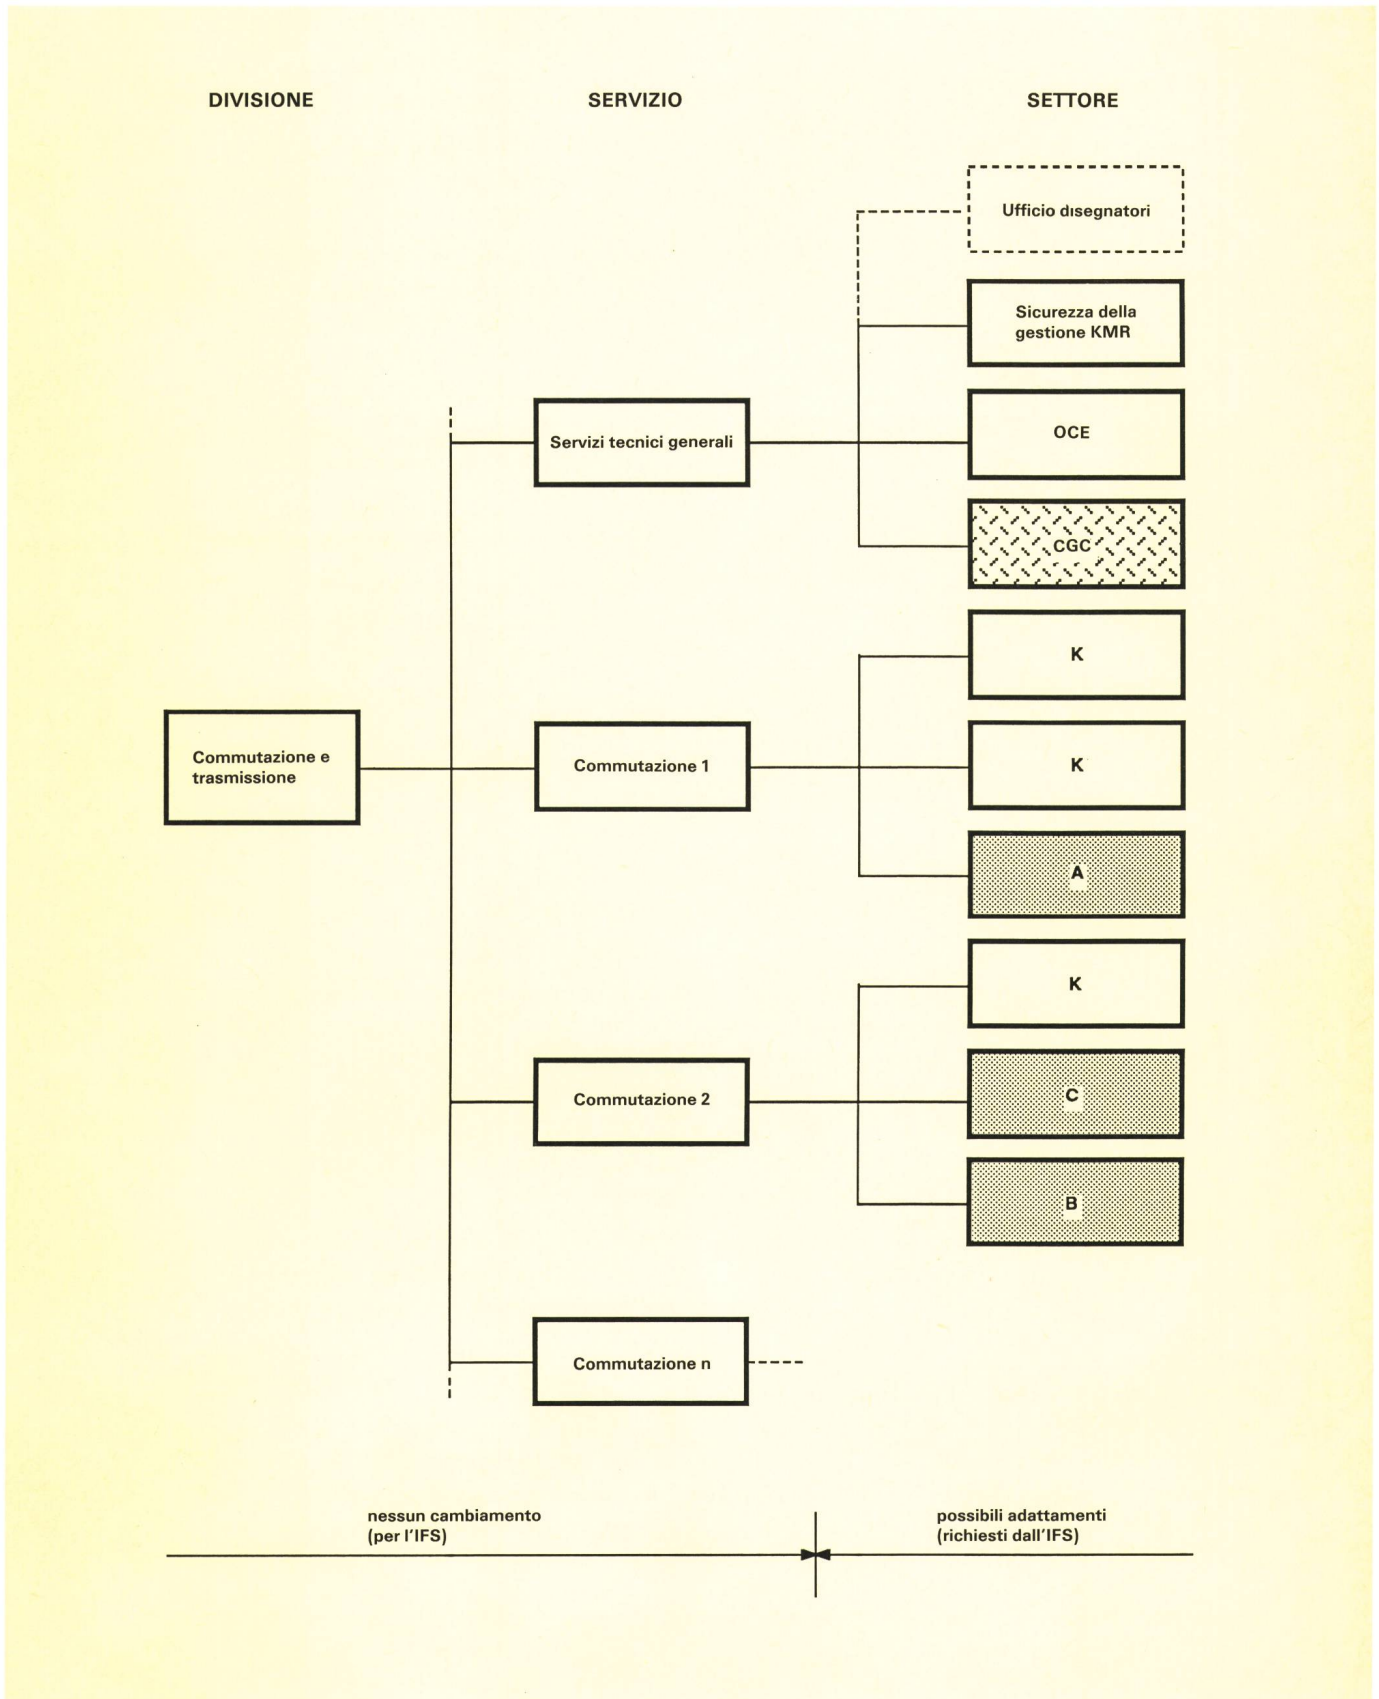 DIVISIONE
SERVIZIO
SETTORE
Ufficio disegnatori
Sicurezza della
gestione KMR
Servizi tecnici generali
OCE
CGC
K
Commutazione e
trasmissione
Commutazione 1
K
A
K
Commutazione 2
C
B
Commutazione n
nessun cambiamento
(per l'IFS)
possibili adattamenti
(richiesti dall'IFS)